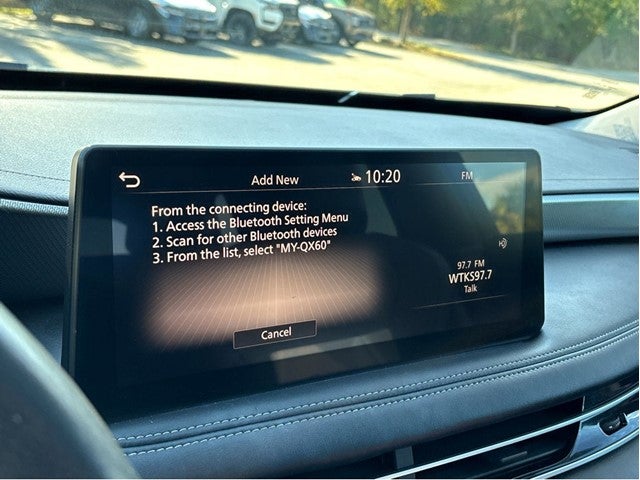 Add New 10:20 FM
From the connecting device:
1. Access the Bluetooth Setting Menu
2. Scan for other Bluetooth devices
3. From the list, select "MY-QX60"
97.7 FM
WTKS97.7
Talk
Cancel